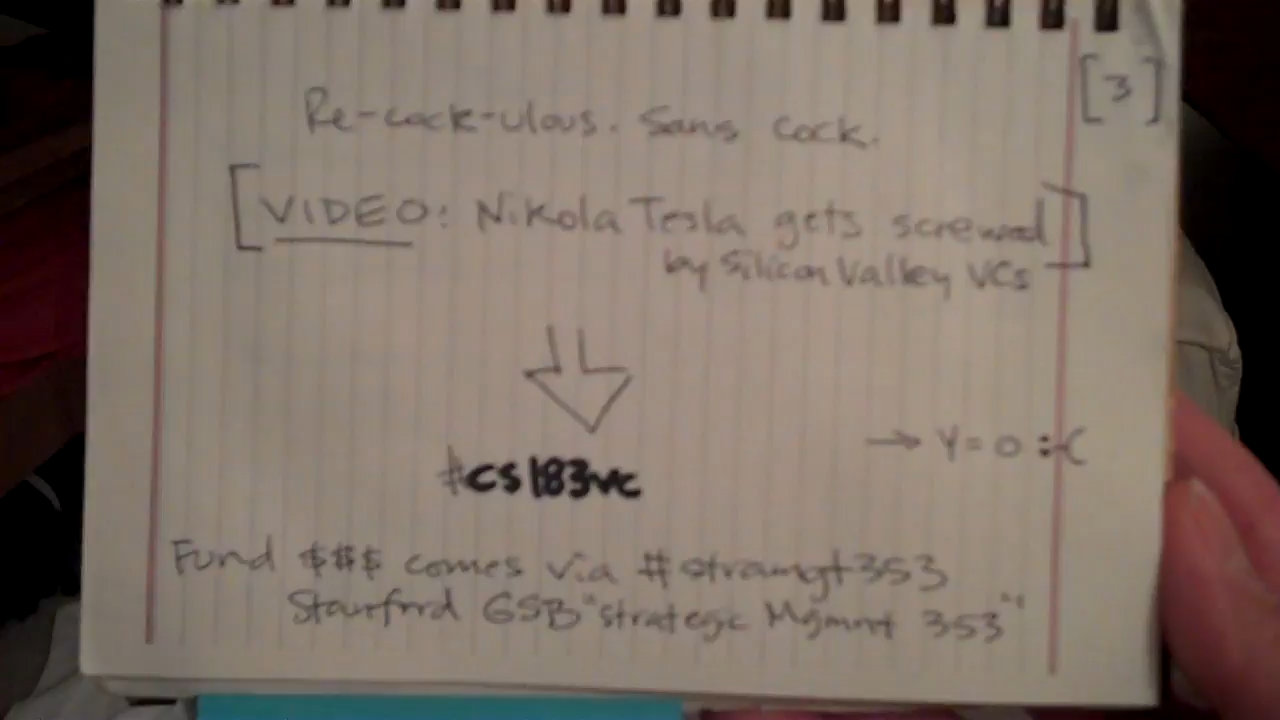 [3]
Re-cock-ulous. Sans cock.
[VIDEO: Nikola Tesla gets screwed
by Silicon Valley VCs]
→ Y=0 :-(
#cs183vc
Fund $$$ comes via #stramgt353
Stanford GSB "Strategic Mgmnt 353"